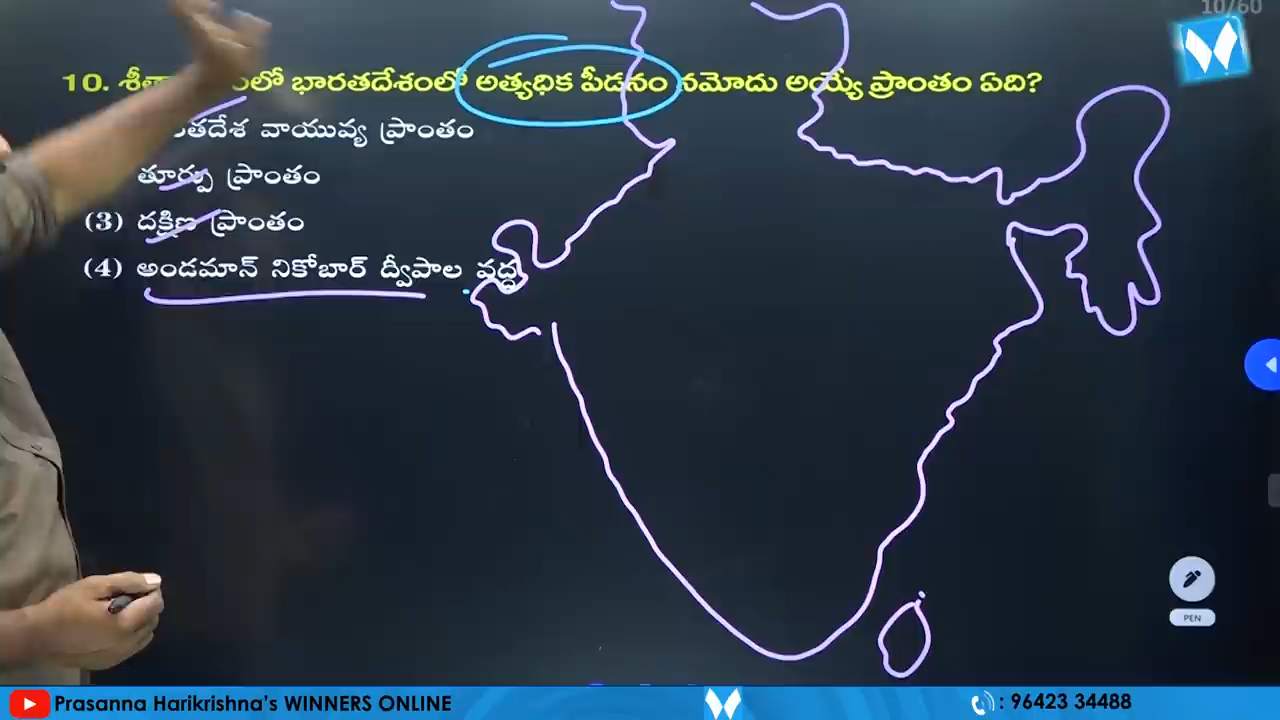 10/60
10. లో భారతదేశంలో అత్యధిక పీడనం నమోదు అయ్యే ప్రాంతం ఏది?
వాయువ్య ప్రాంతం
తూర్పు ప్రాంతం
(3) దక్షిణ ప్రాంతం
(4) అండమాన్ నికోబార్ ద్వీపాల వద్ద
PEN
Prasanna Harikrishna's WINNERS ONLINE
: 96423 34488